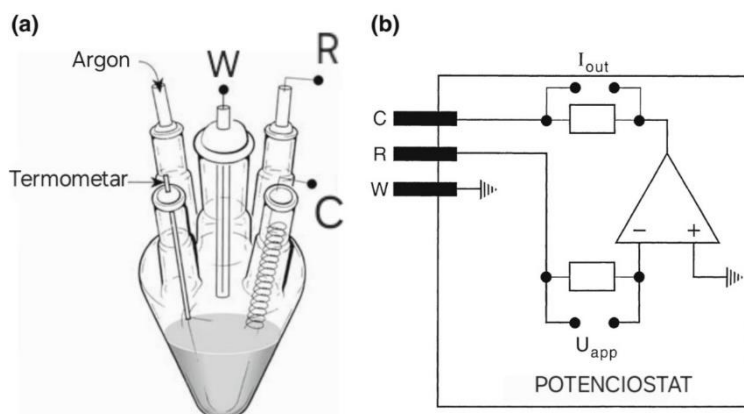 (a)
Argon
W
R
Termometar
C
(b)
I out
C
R
W
− +
U app
POTENCIOSTAT